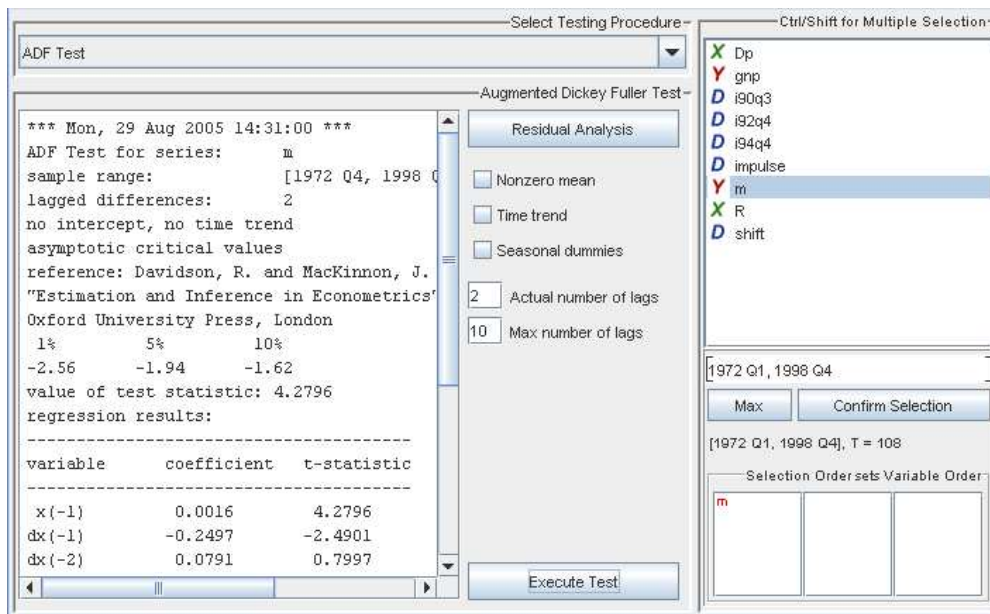 Select Testing Procedure
ADF Test
Augmented Dickey Fuller Test
*** Mon, 29 Aug 2005 14:31:00 ***
ADF Test for series: m
sample range: [1972 Q4, 1998 Q
lagged differences: 2
no intercept, no time trend
asymptotic critical values
reference: Davidson, R. and MacKinnon, J.
"Estimation and Inference in Econometrics"
Oxford University Press, London
1% 5% 10%
-2.56 -1.94 -1.62
value of test statistic: 4.2796
regression results:
---------------------------------------
variable coefficient t-statistic
---------------------------------------
x(-1) 0.0016 4.2796
dx(-1) -0.2497 -2.4901
dx(-2) 0.0791 0.7997
Residual Analysis
Nonzero mean
Time trend
Seasonal dummies
2 Actual number of lags
10 Max number of lags
Execute Test
Ctrl/Shift for Multiple Selection
X Dp
Y gnp
D i90q3
D i92q4
D i94q4
D impulse
Y m
X R
D shift
[1972 Q1, 1998 Q4]
Max Confirm Selection
[1972 Q1, 1998 Q4], T = 108
Selection Order sets Variable Order
m